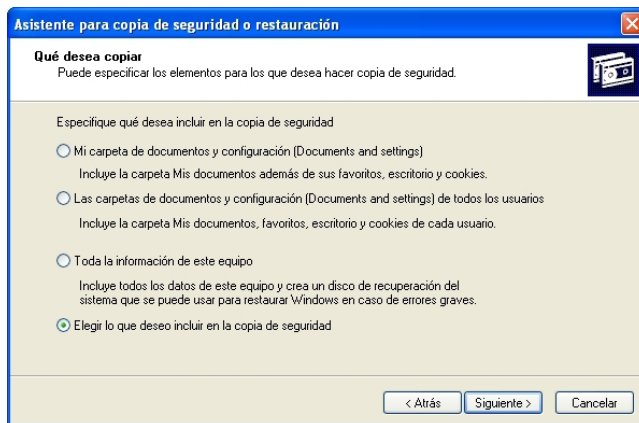 Asistente para copia de seguridad o restauración
Qué desea copiar
Puede especificar los elementos para los que desea hacer copia de seguridad.
Especifique qué desea incluir en la copia de seguridad
Mi carpeta de documentos y configuración (Documents and settings)
Incluye la carpeta Mis documentos además de sus favoritos, escritorio y cookies.
Las carpetas de documentos y configuración (Documents and settings) de todos los usuarios
Incluye la carpeta Mis documentos, favoritos, escritorio y cookies de cada usuario.
Toda la información de este equipo
Incluye todos los datos de este equipo y crea un disco de recuperación del
sistema que se puede usar para restaurar Windows en caso de errores graves.
Elegir lo que deseo incluir en la copia de seguridad
< Atrás Siguiente > Cancelar